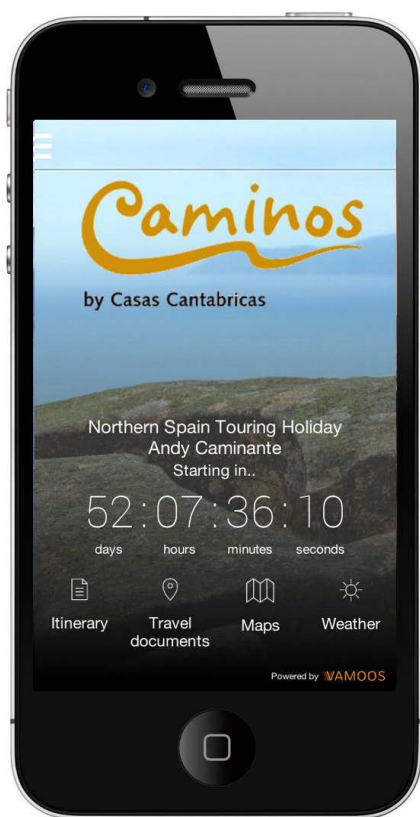 Caminos
by Casas Cantabricas
Northern Spain Touring Holiday
Andy Caminante
Starting in..
52:07:36:10
days hours minutes seconds
Itinerary Travel documents Maps Weather
Powered by VAMOOS